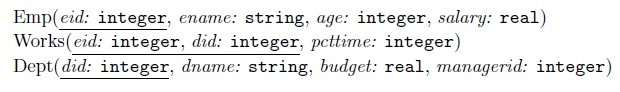 Emp(eid: integer, ename: string, age: integer, salary: real)
Works(eid: integer, did: integer, pcttime: integer)
Dept(did: integer, dname: string, budget: real, managerid: integer)